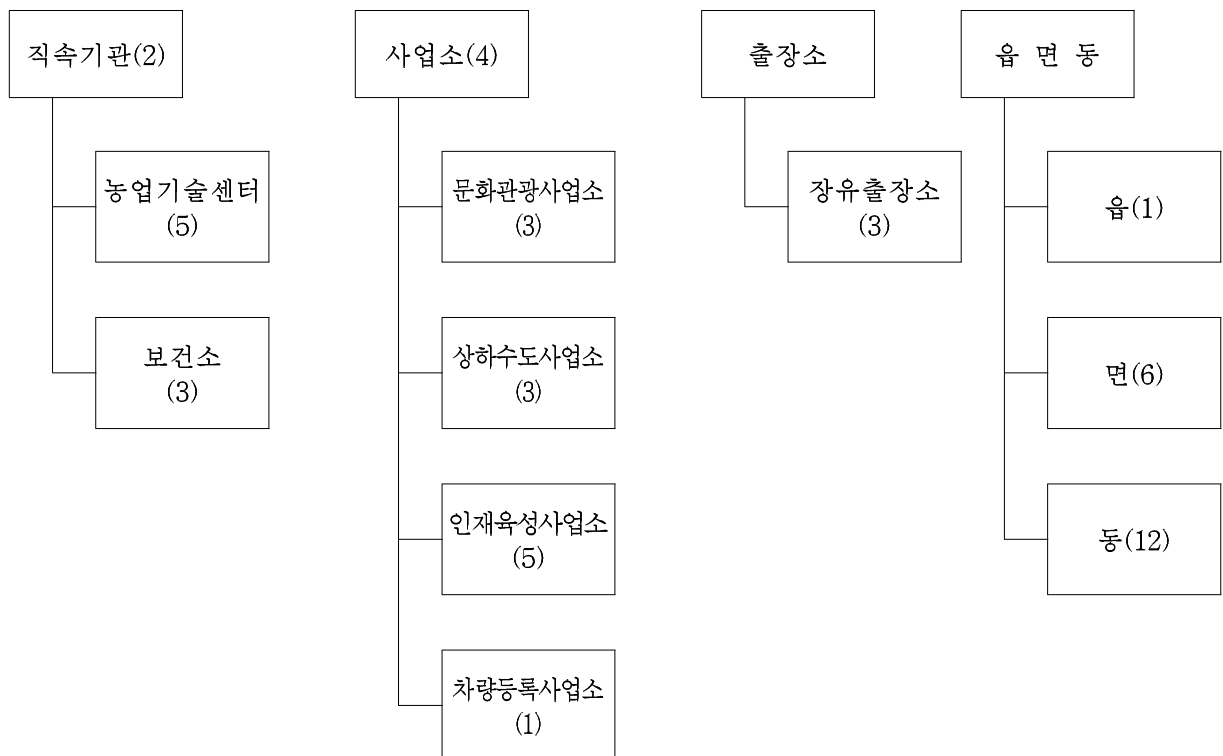 직속기관(2)
농업기술센터
(5)
보건소
(3)
사업소(4)
문화관광사업소
(3)
상하수도사업소
(3)
인재육성사업소
(5)
차량등록사업소
(1)
출장소
장유출장소
(3)
읍 면 동
읍(1)
면(6)
동(12)